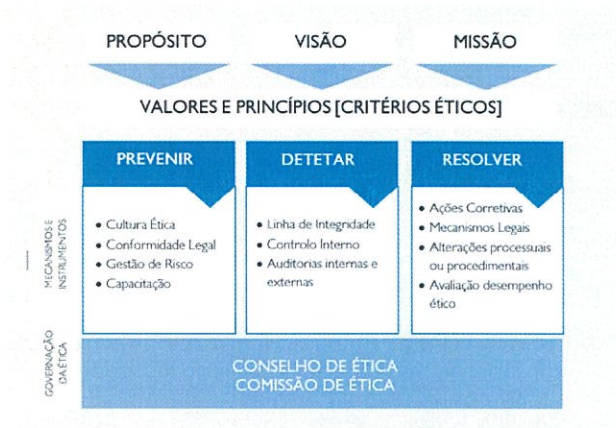 PROPÓSITO
VISÃO
MISSÃO
VALORES E PRINCÍPIOS [CRITÉRIOS ÉTICOS]
PREVENIR
DETETAR
RESOLVER
MECANISMOS E
INSTRUMENTOS
• Cultura Ética
• Conformidade Legal
• Gestão de Risco
• Capacitação
• Linha de Integridade
• Controlo Interno
• Auditorias internas e
externas
• Ações Corretivas
• Mecanismos Legais
• Alterações processuais
ou procedimentais
• Avaliação desempenho
ético
GOVERNAÇÃO
DA ÉTICA
CONSELHO DE ÉTICA
COMISSÃO DE ÉTICA